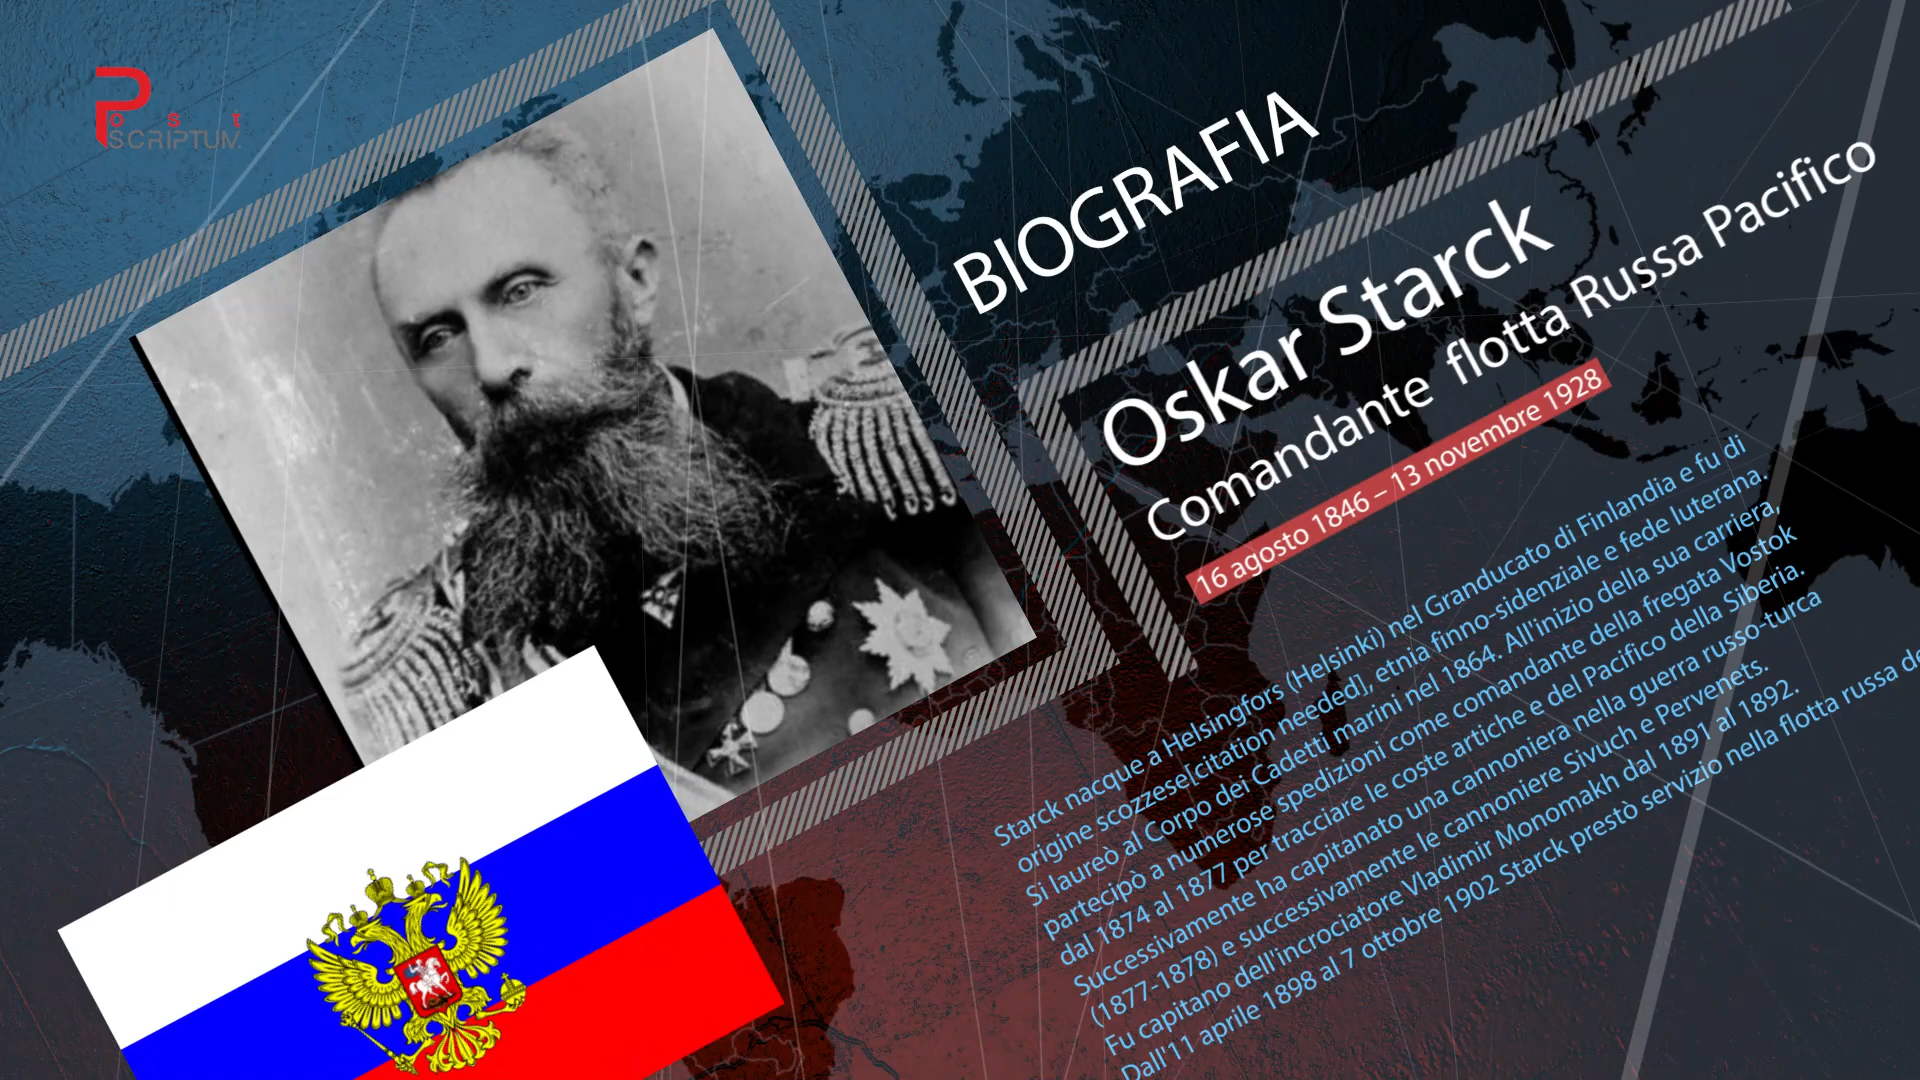 Post
SCRIPTUM
BIOGRAFIA
Oskar Starck
Comandante flotta Russa Pacifico
16 agosto 1846 – 13 novembre 1928
Starck nacque a Helsingfors (Helsinki) nel Granducato di Finlandia e fu di
origine scozzese[citation needed], etnia finno-sidenziale e fede luterana.
Si laureò al Corpo dei Cadetti marini nel 1864. All'inizio della sua carriera,
partecipò a numerose spedizioni come comandante della fregata Vostok
dal 1874 al 1877 per tracciare le coste artiche e del Pacifico della Siberia.
Successivamente ha capitanato una cannoniera nella guerra russo-turca
(1877-1878) e successivamente le cannoniere Sivuch e Pervenets.
Fu capitano dell'incrociatore Vladimir Monomakh dal 1891 al 1892.
Dall'11 aprile 1898 al 7 ottobre 1902 Starck prestò servizio nella flotta russa